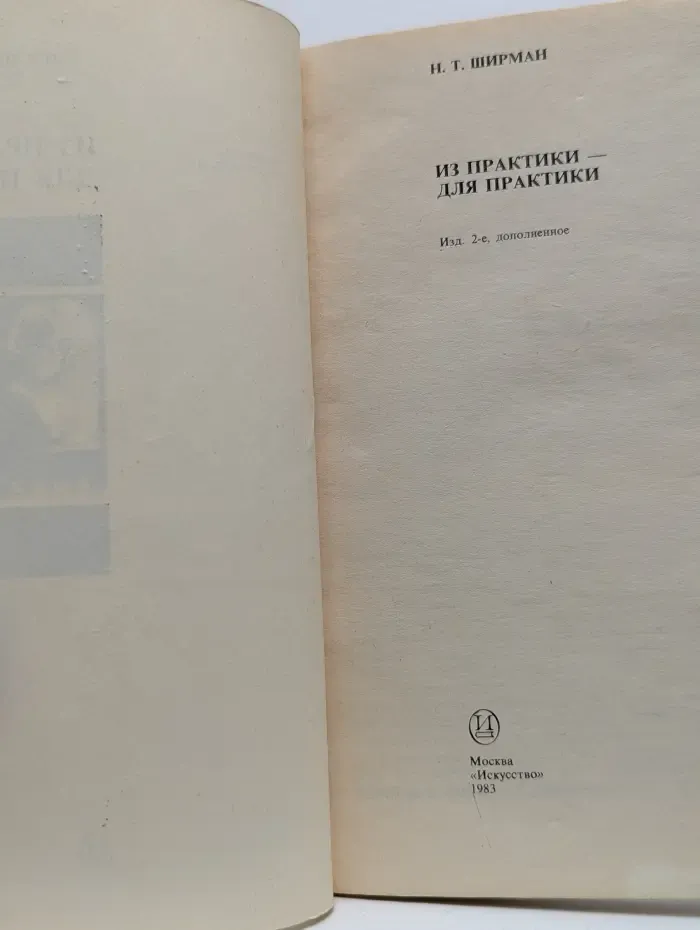 Н. Т. ШИРМАН
ИЗ ПРАКТИКИ —
ДЛЯ ПРАКТИКИ
Изд. 2-е, дополненное
И
Москва
«Искусство»
1983